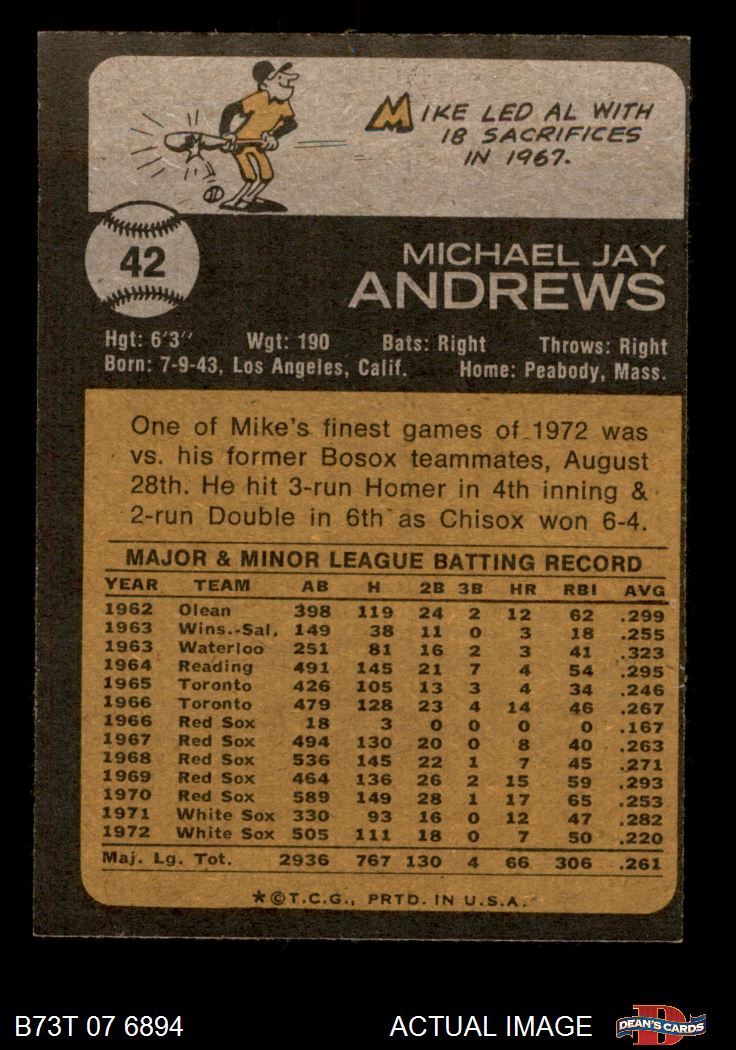 MIKE LED AL WITH
18 SACRIFICES
IN 1967.
42
MICHAEL JAY
ANDREWS
Hgt: 6'3" Wgt: 190 Bats: Right Throws: Right
Born: 7-9-43, Los Angeles, Calif. Home: Peabody, Mass.
One of Mike's finest games of 1972 was
vs. his former Bosox teammates, August
28th. He hit 3-run Homer in 4th inning &
2-run Double in 6th as Chisox won 6-4.
MAJOR & MINOR LEAGUE BATTING RECORD
YEAR TEAM AB H 2B 3B HR RBI AVG
1962 Olean 398 119 24 2 12 62 .299
1963 Wins.-Sal. 149 38 11 0 3 18 .255
1963 Waterloo 251 81 16 2 3 41 .323
1964 Reading 491 145 21 7 4 54 .295
1965 Toronto 426 105 13 3 4 34 .246
1966 Toronto 479 128 23 4 14 46 .267
1966 Red Sox 18 3 0 0 0 0 .167
1967 Red Sox 494 130 20 0 8 40 .263
1968 Red Sox 536 145 22 1 7 45 .271
1969 Red Sox 464 136 26 2 15 59 .293
1970 Red Sox 589 149 28 1 17 65 .253
1971 White Sox 330 93 16 0 12 47 .282
1972 White Sox 505 111 18 0 7 50 .220
Maj. Lg. Tot. 2936 767 130 4 66 306 .261
*©T.C.G., PRTD. IN U.S.A.
B73T 07 6894 ACTUAL IMAGE D DEAN'S CARDS